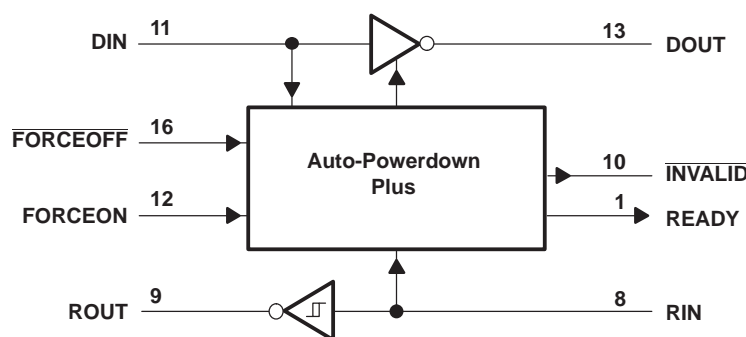 DIN 11 13 DOUT
FORCEOFF 16
Auto-Powerdown
Plus
10 INVALID
FORCEON 12
1 READY
ROUT 9
8 RIN